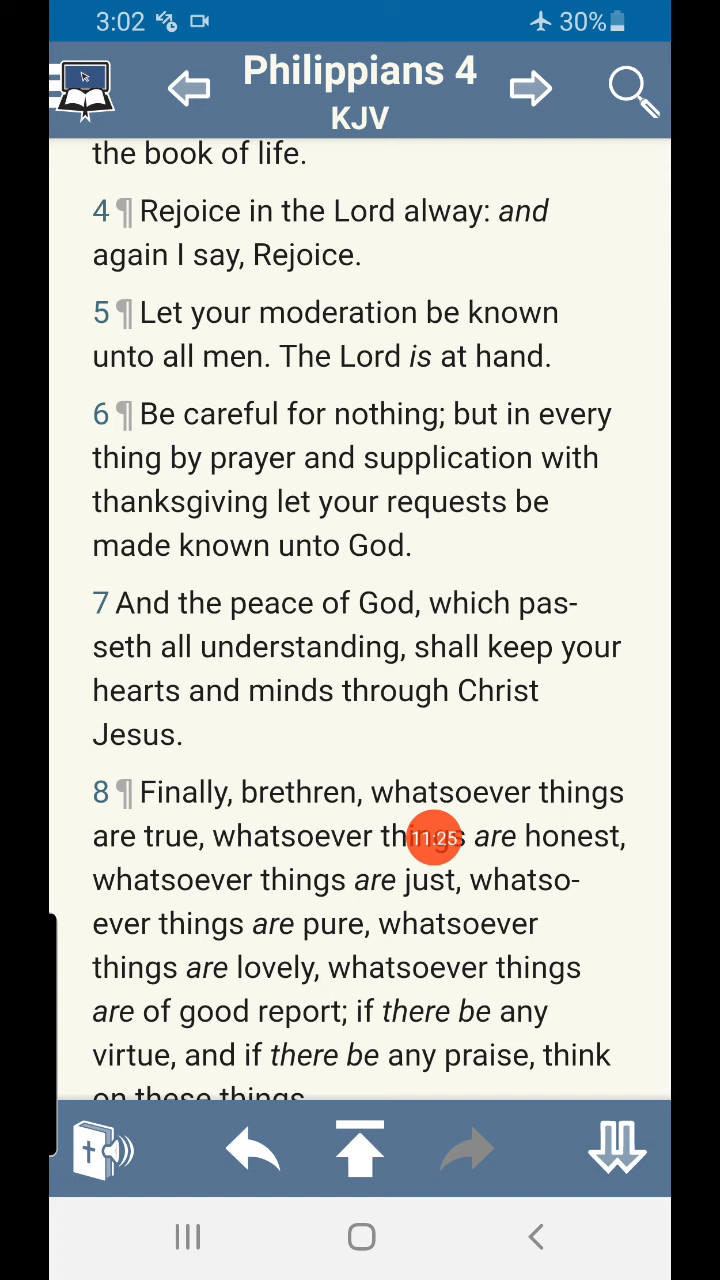 3:02 30%
Philippians 4
KJV
the book of life.
4 ¶ Rejoice in the Lord alway: and
again I say, Rejoice.
5 ¶ Let your moderation be known
unto all men. The Lord is at hand.
6 ¶ Be careful for nothing; but in every
thing by prayer and supplication with
thanksgiving let your requests be
made known unto God.
7 And the peace of God, which pas-
seth all understanding, shall keep your
hearts and minds through Christ
Jesus.
8 ¶ Finally, brethren, whatsoever things
are true, whatsoever things are honest,
11:25
whatsoever things are just, whatso-
ever things are pure, whatsoever
things are lovely, whatsoever things
are of good report; if there be any
virtue, and if there be any praise, think
on these things.